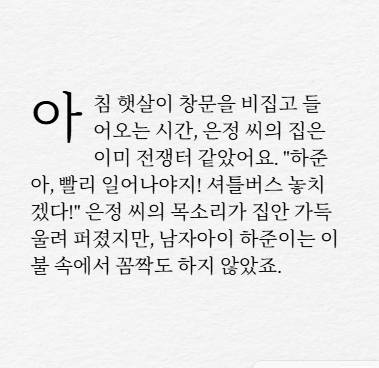 아침 햇살이 창문을 비집고 들
어오는 시간, 은정 씨의 집은
이미 전쟁터 같았어요. "하준
아, 빨리 일어나야지! 셔틀버스 놓치
겠다!" 은정 씨의 목소리가 집안 가득
울려 퍼졌지만, 남자아이 하준이는 이
불 속에서 꼼짝도 하지 않았죠.